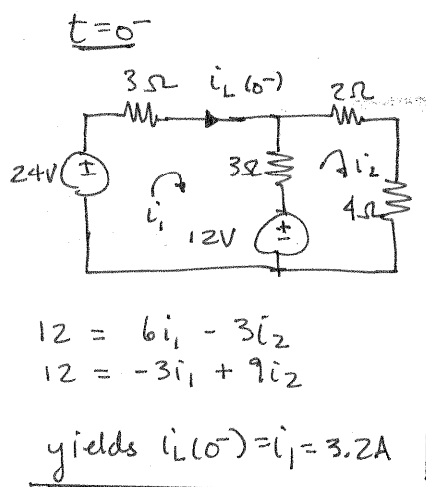 t=0⁻
3Ω i_L(0⁻) 2Ω
24V ± i₁ 3Ω i₂ 4Ω
12V ±
12 = 6i₁ - 3i₂
12 = -3i₁ + 9i₂
yields i_L(0⁻)=i₁=3.2A